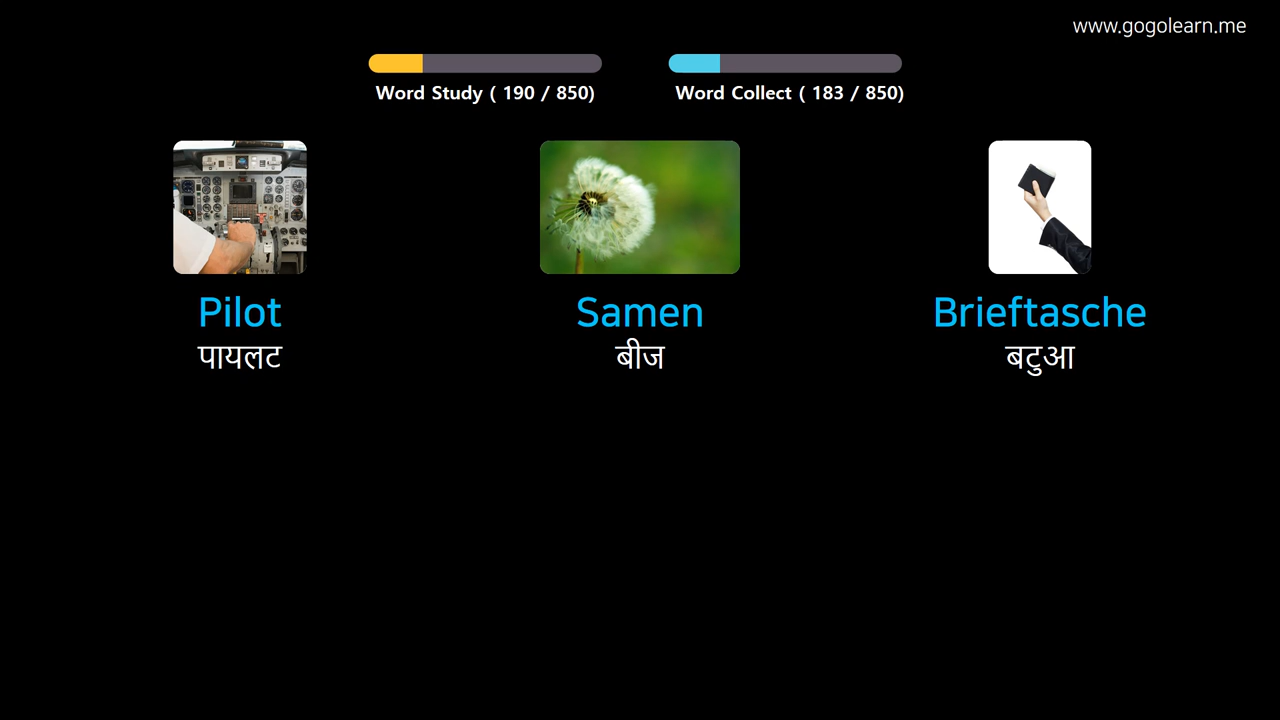 www.gogolearn.me
Word Study ( 190 / 850)
Word Collect ( 183 / 850)
Pilot
पायलट
Samen
बीज
Brieftasche
बटुआ